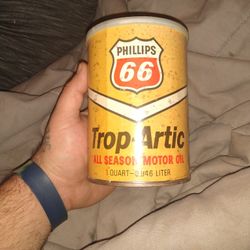 PHILLIPS
66
Trop-Artic
ALL SEASON MOTOR OIL
1 QUART-0.946 LITER